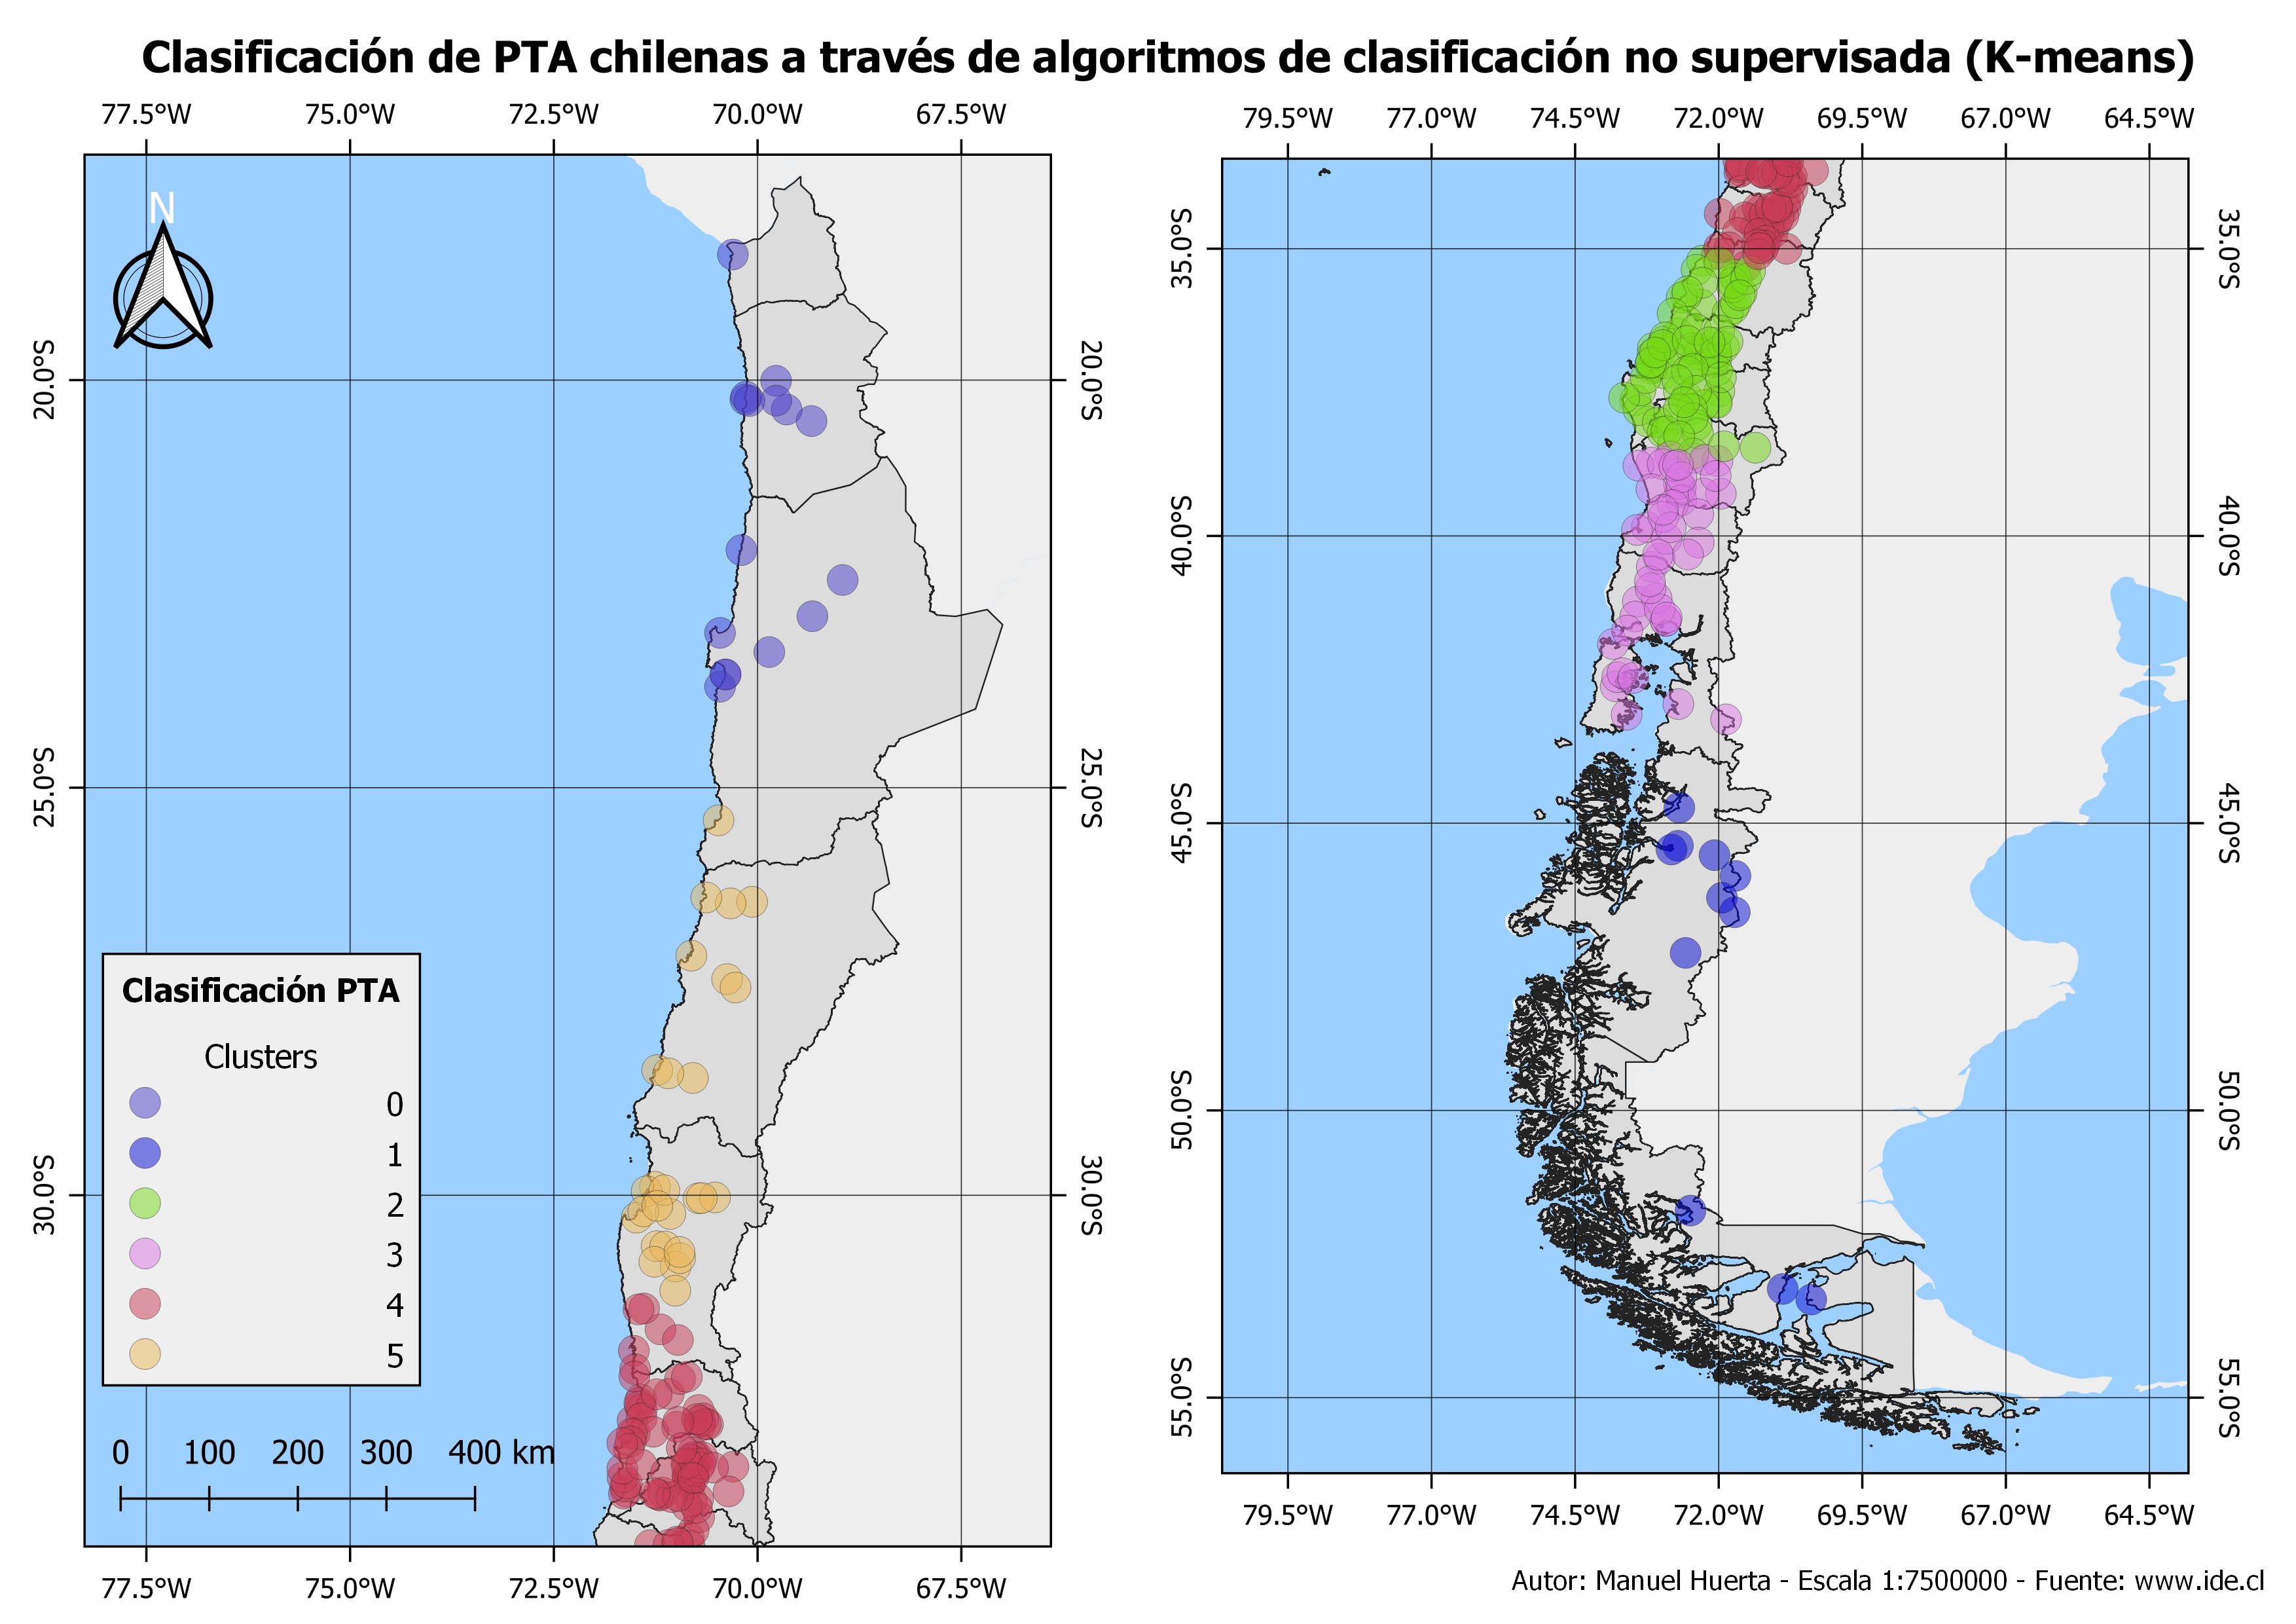 Clasificación de PTA chilenas a través de algoritmos de clasificación no supervisada (K-means)
77.5°W 75.0°W 72.5°W 70.0°W 67.5°W
N
20.0°S
25.0°S
30.0°S
20.0°S
25.0°S
30.0°S
Clasificación PTA
Clusters
0
1
2
3
4
5
0 100 200 300 400 km
77.5°W 75.0°W 72.5°W 70.0°W 67.5°W
79.5°W 77.0°W 74.5°W 72.0°W 69.5°W 67.0°W 64.5°W
35.0°S
40.0°S
45.0°S
50.0°S
55.0°S
35.0°S
40.0°S
45.0°S
50.0°S
55.0°S
79.5°W 77.0°W 74.5°W 72.0°W 69.5°W 67.0°W 64.5°W
Autor: Manuel Huerta - Escala 1:7500000 - Fuente: www.ide.cl